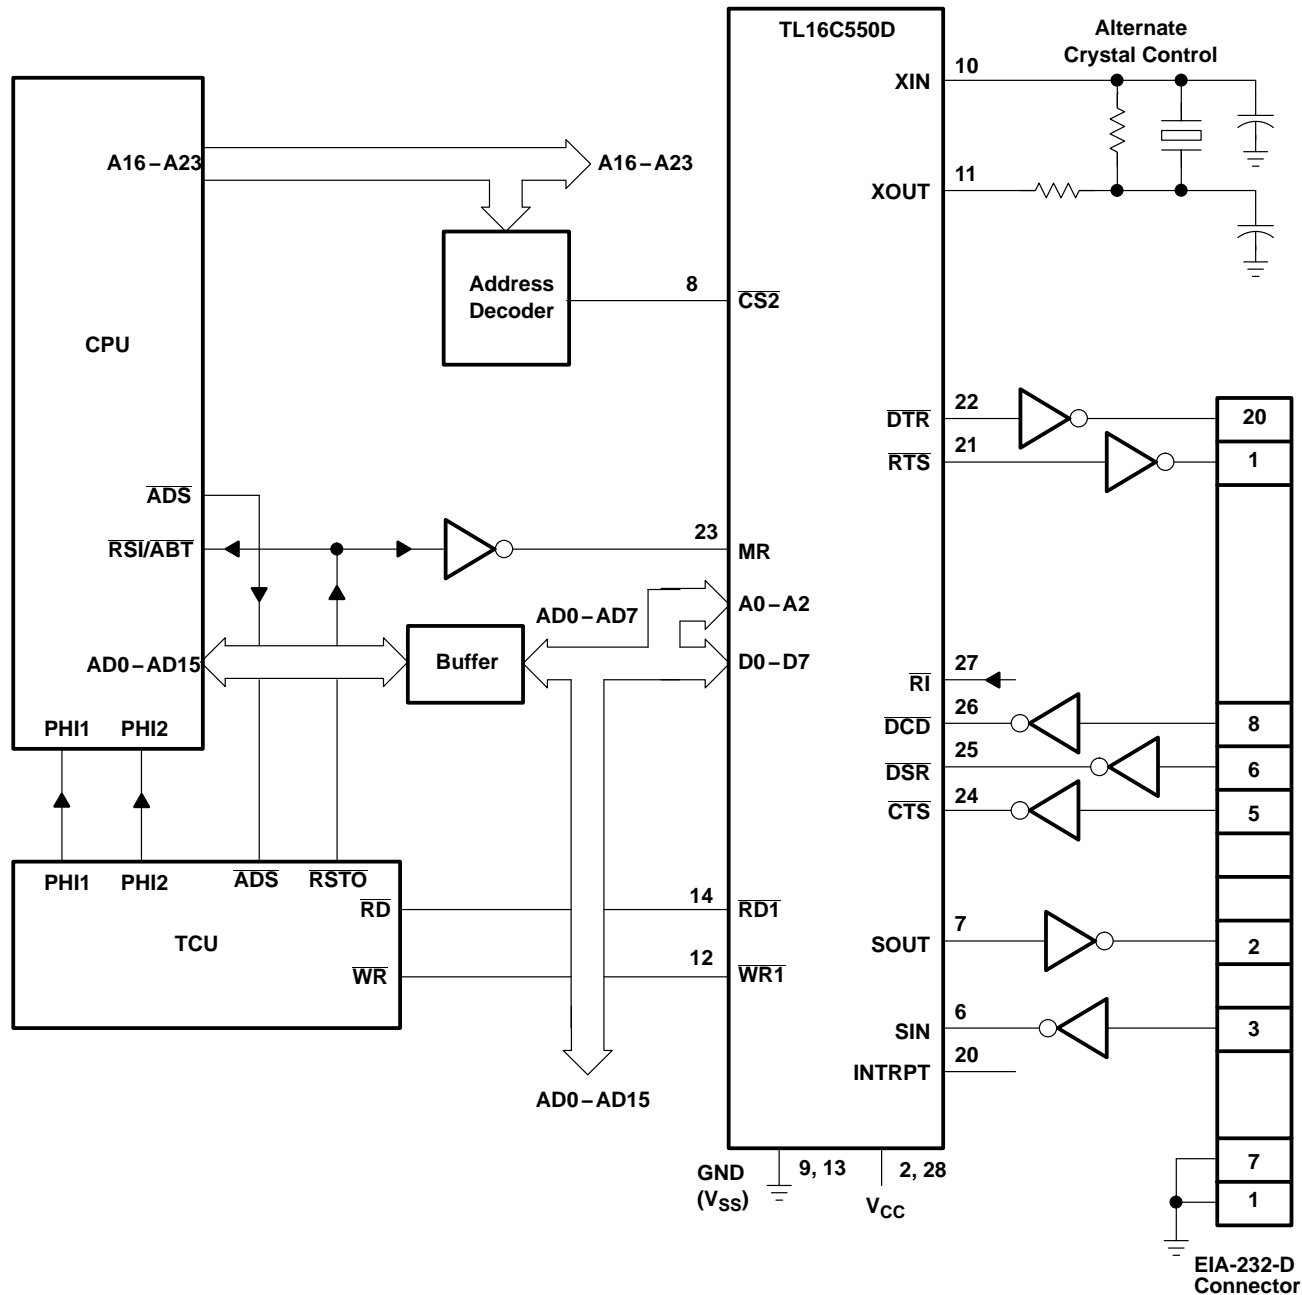 TL16C550D
Alternate
Crystal Control
10
XIN
A16–A23
A16–A23
11
XOUT
Address
Decoder
8
CS2
CPU
22
DTR
20
21
RTS
1
ADS
RSI/ABT
23
MR
AD0–AD7
A0–A2
AD0–AD15
Buffer
D0–D7
27
RI
26
DCD
8
PHI1
PHI2
25
DSR
6
24
CTS
5
PHI1
PHI2
ADS
RSTO
RD
14
RD1
TCU
7
SOUT
2
WR
12
WR1
6
SIN
3
20
INTRPT
AD0–AD15
GND
(VSS)
9, 13
2, 28
VCC
7
1
EIA-232-D
Connector